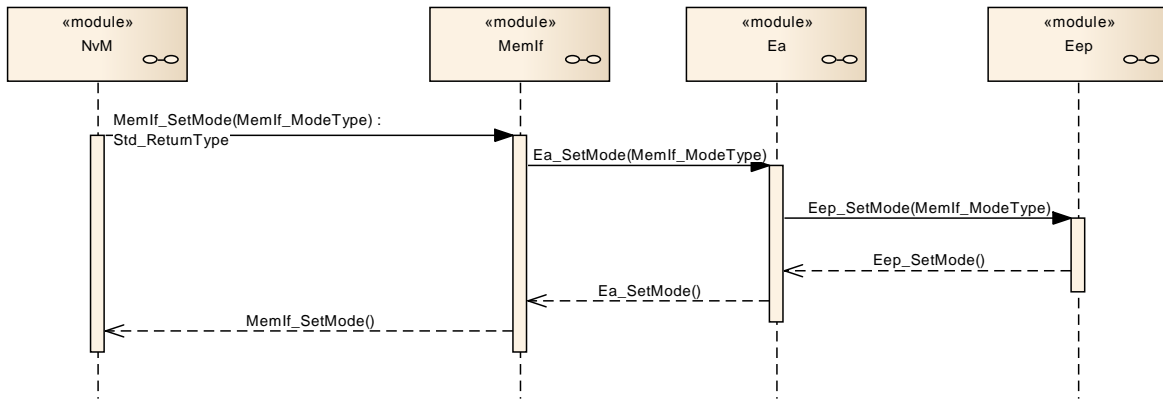 «module»
NvM
«module»
MemIf
«module»
Ea
«module»
Eep
MemIf_SetMode(MemIf_ModeType) :
Std_ReturnType
Ea_SetMode(MemIf_ModeType)
Eep_SetMode(MemIf_ModeType)
Eep_SetMode()
Ea_SetMode()
MemIf_SetMode()